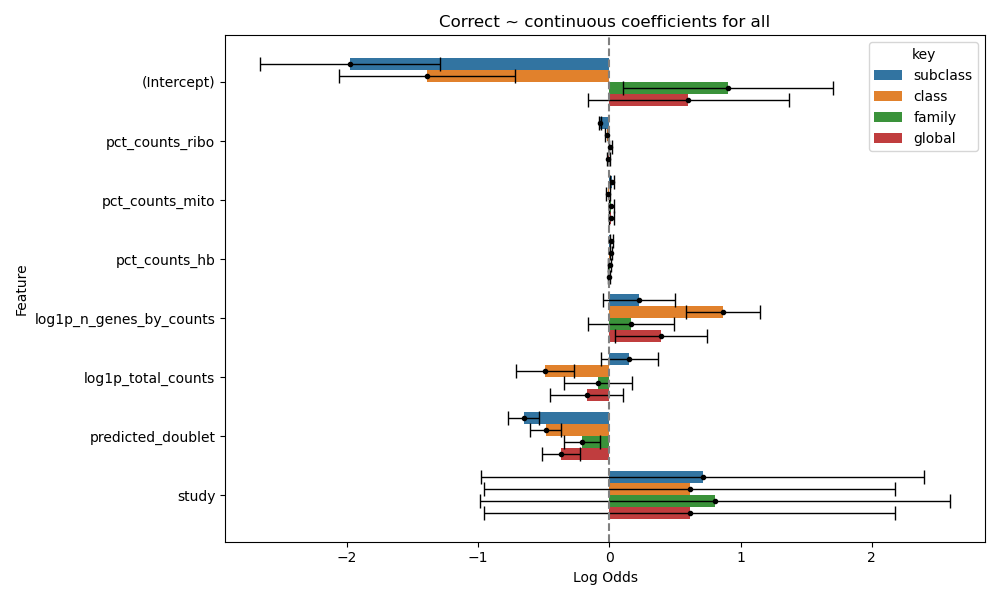 Correct ~ continuous coefficients for all
key
subclass
class
family
global
(Intercept)
pct_counts_ribo
pct_counts_mito
pct_counts_hb
log1p_n_genes_by_counts
log1p_total_counts
predicted_doublet
study
Feature
−2
−1
0
1
2
Log Odds